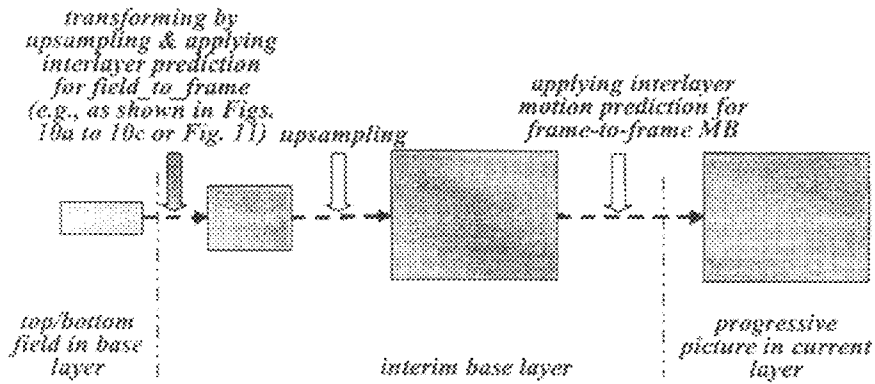 transforming by
upsampling & applying
interlayer prediction
for field_to_frame
(e.g., as shown in Figs.
10a to 10c or Fig. 11)
upsampling
applying interlayer
motion prediction for
frame-to-frame MB
top/bottom
field in base
layer
interim base layer
progressive
picture in current
layer